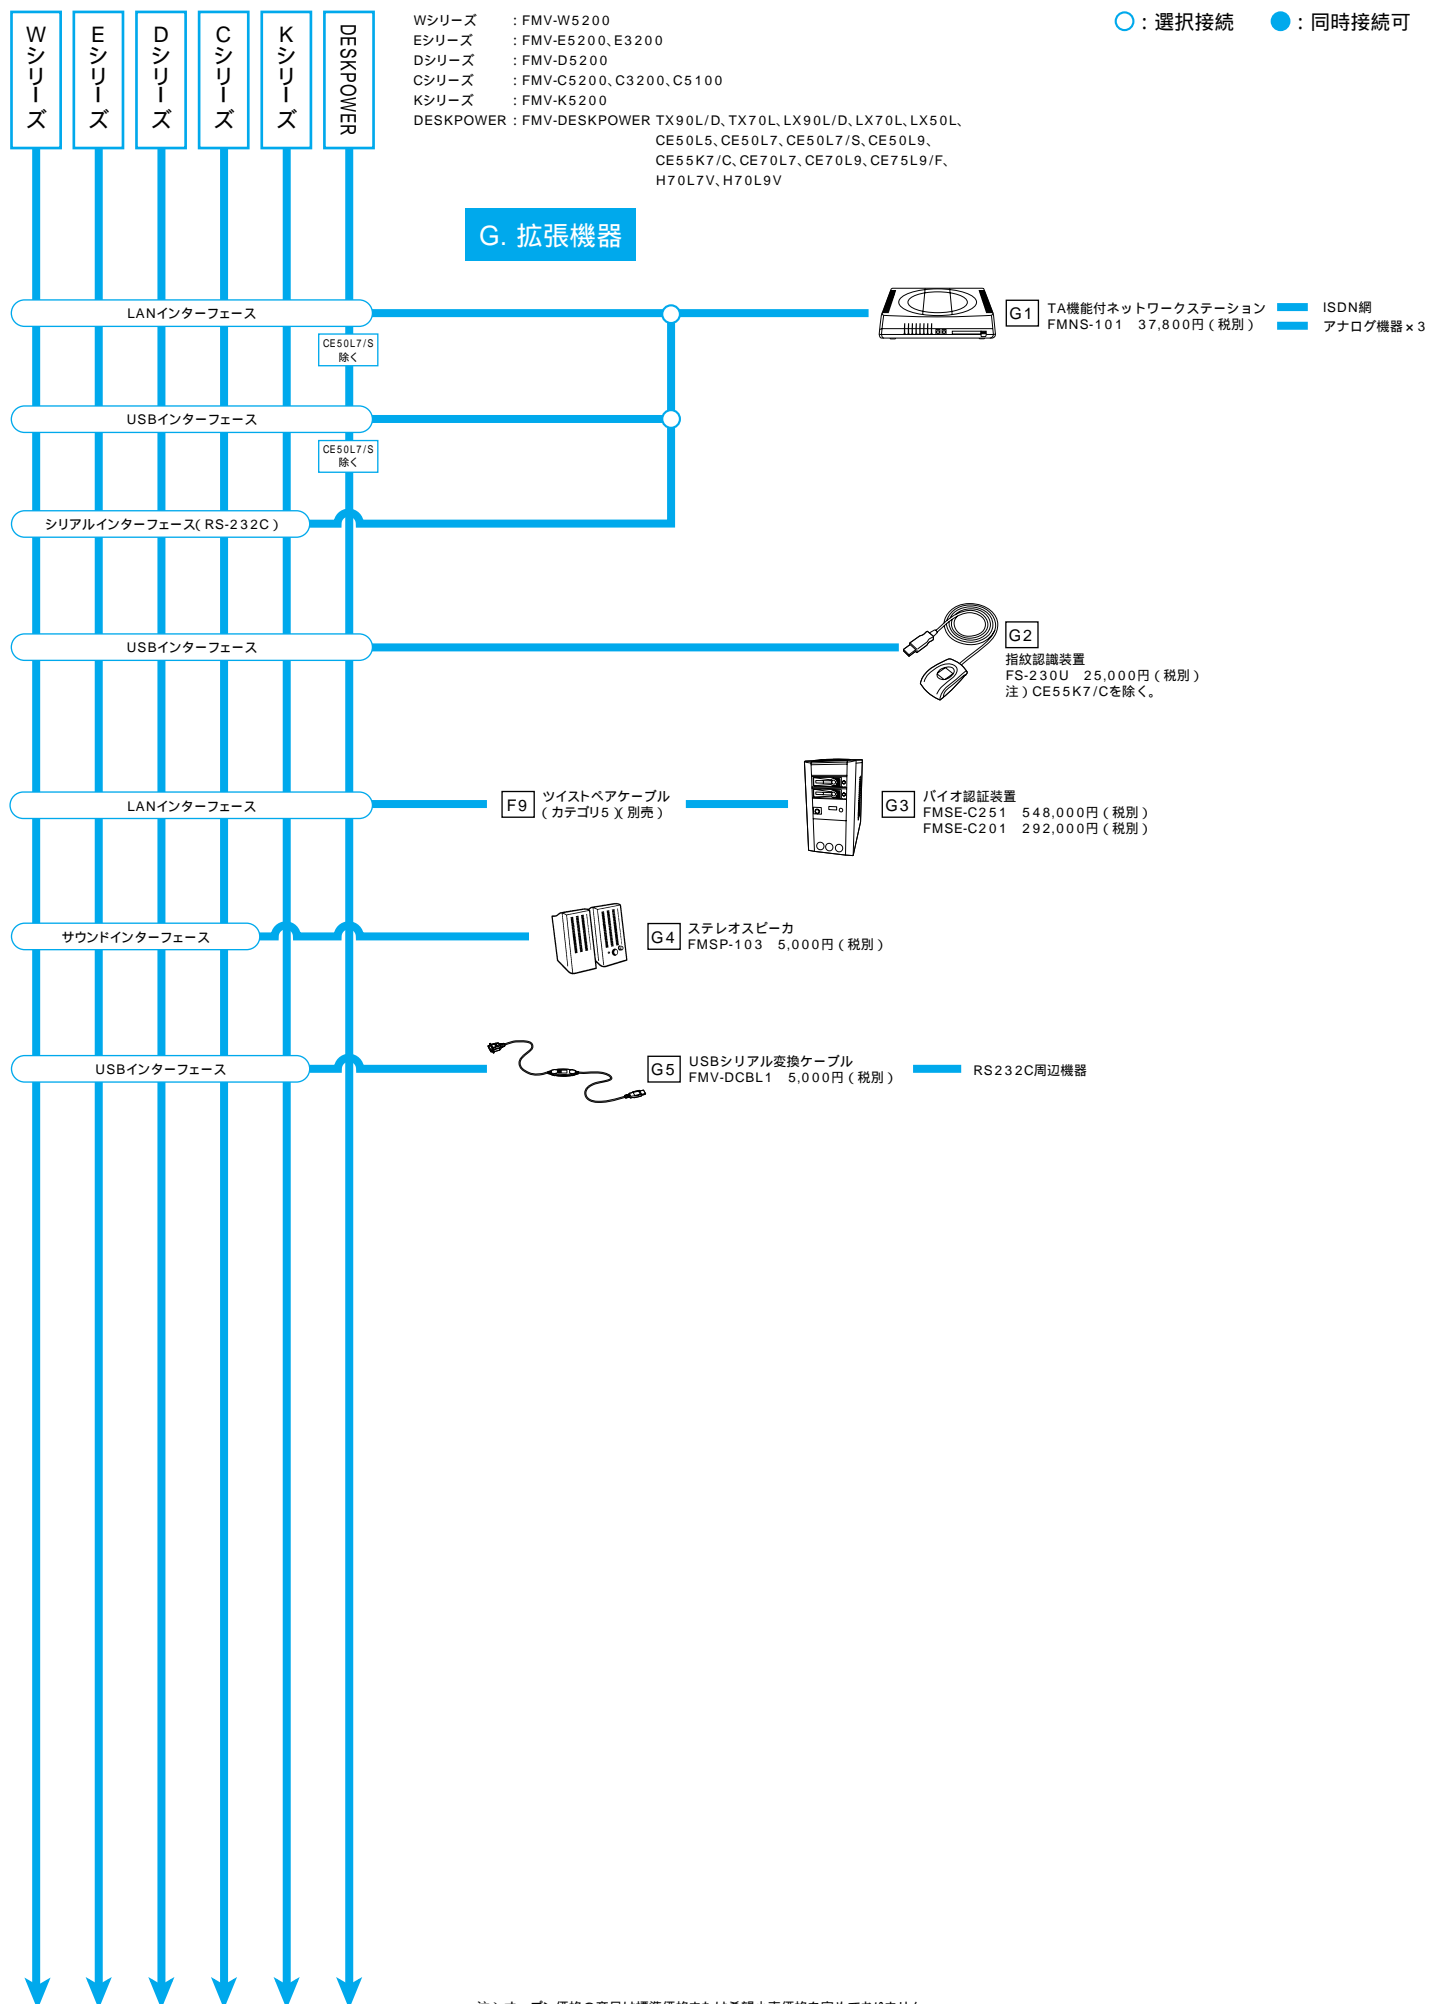 Wシリーズ
Eシリーズ
Dシリーズ
Cシリーズ
Kシリーズ
DESKPOWER
Wシリーズ : FMV-W5200
Eシリーズ : FMV-E5200、E3200
Dシリーズ : FMV-D5200
Cシリーズ : FMV-C5200、C3200、C5100
Kシリーズ : FMV-K5200
DESKPOWER : FMV-DESKPOWER TX90L/D、TX70L、LX90L/D、LX70L、LX50L、
CE50L5、CE50L7、CE50L7/S、CE50L9、
CE55K7/C、CE70L7、CE70L9、CE75L9/F、
H70L7V、H70L9V
○:選択接続 ●:同時接続可
G. 拡張機器
LANインターフェース
CE50L7/S
除く
G1 TA機能付ネットワークステーション
FMNS-101 37,800円(税別)
ISDN網
アナログ機器×3
USBインターフェース
CE50L7/S
除く
シリアルインターフェース(RS-232C)
USBインターフェース
G2
指紋認識装置
FS-230U 25,000円(税別)
注)CE55K7/Cを除く。
LANインターフェース
F9 ツイストペアケーブル
(カテゴリ5)(別売)
G3 バイオ認証装置
FMSE-C251 548,000円(税別)
FMSE-C201 292,000円(税別)
サウンドインターフェース
G4 ステレオスピーカ
FMSP-103 5,000円(税別)
USBインターフェース
G5 USBシリアル変換ケーブル
FMV-DCBL1 5,000円(税別)
RS232C周辺機器